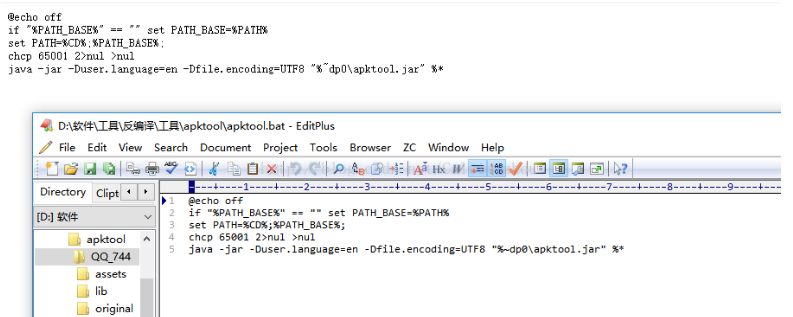 @echo off
if "%PATH_BASE%" == "" set PATH_BASE=%PATH%
set PATH=%CD%;%PATH_BASE%;
chcp 65001 2>nul >nul
java -jar -Duser.language=en -Dfile.encoding=UTF8 "%~dp0\apktool.jar" %*
D:\软件\工具\反编译\工具\apktool\apktool.bat - EditPlus
File Edit View Search Document Project Tools Browser ZC Window Help
Directory Clipt
----+----1----+----2----+----3----+----4----+----5----+----6----+----7----+----8----+----9----+---
[D:] 软件
apktool
QQ_744
assets
lib
original
1 @echo off
2 if "%PATH_BASE%" == "" set PATH_BASE=%PATH%
3 set PATH=%CD%;%PATH_BASE%;
4 chcp 65001 2>nul >nul
5 java -jar -Duser.language=en -Dfile.encoding=UTF8 "%~dp0\apktool.jar" %*